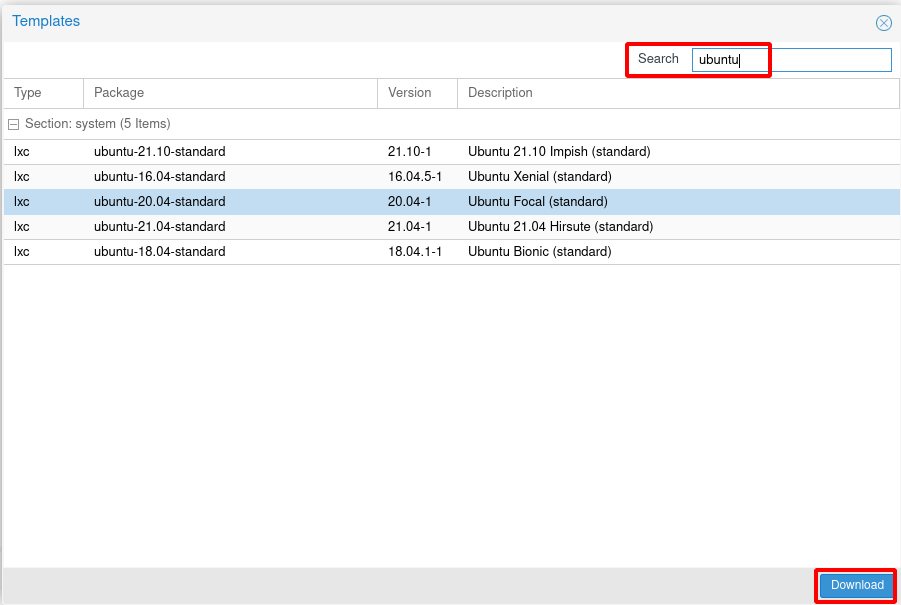 Templates
Search ubuntu
Type Package Version Description
Section: system (5 Items)
lxc ubuntu-21.10-standard 21.10-1 Ubuntu 21.10 Impish (standard)
lxc ubuntu-16.04-standard 16.04.5-1 Ubuntu Xenial (standard)
lxc ubuntu-20.04-standard 20.04-1 Ubuntu Focal (standard)
lxc ubuntu-21.04-standard 21.04-1 Ubuntu 21.04 Hirsute (standard)
lxc ubuntu-18.04-standard 18.04.1-1 Ubuntu Bionic (standard)
Download